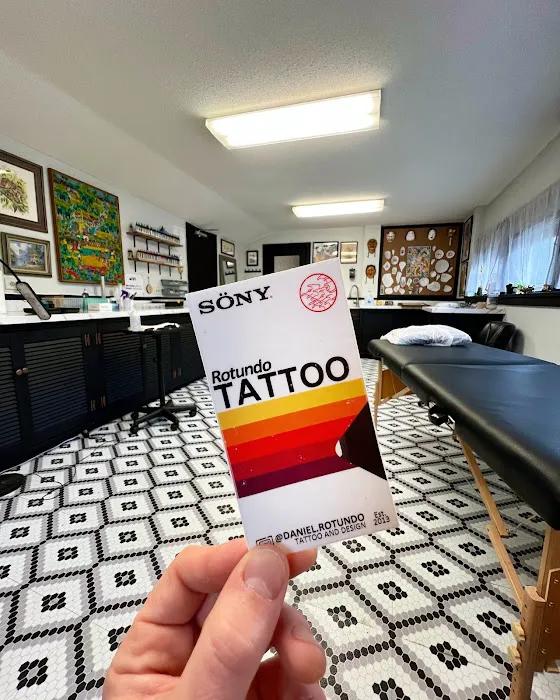 SÖNY.
Rotundo
TATTOO
@DANIEL.ROTUNDO
TATTOO AND DESIGN
Est
2013